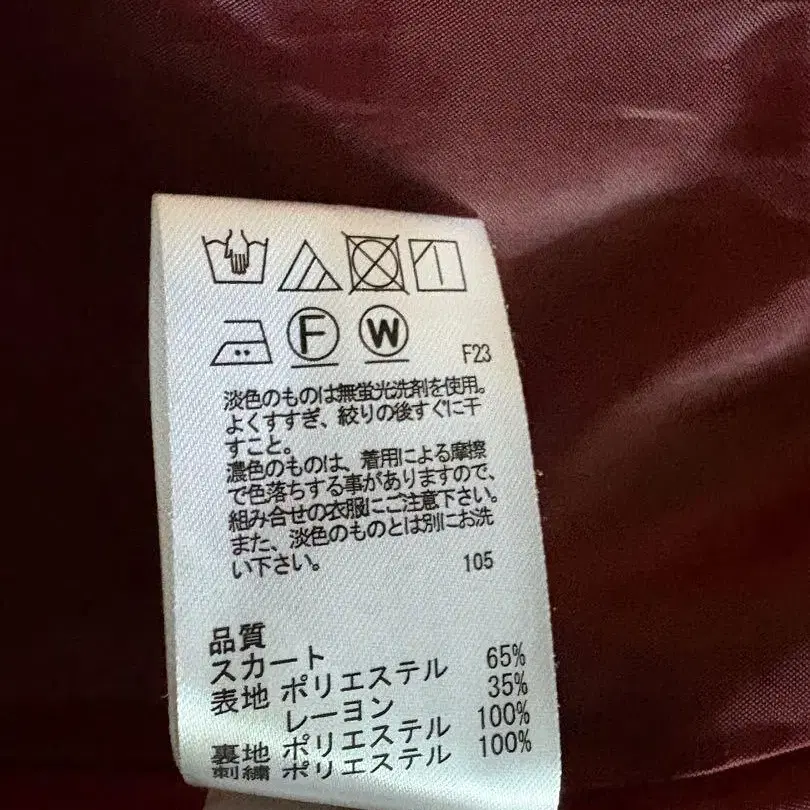 F
W
F23
淡色のものは無蛍光洗剤を使用。
よくすすぎ、絞りの後すぐに干
すこと。
濃色のものは、着用による摩擦
で色落ちする事がありますので、
組み合せの衣服にご注意下さい。
また、淡色のものとは別にお洗
い下さい。
105
品質
スカート
表地 ポリエステル 65%
レーヨン 35%
裏地 ポリエステル 100%
刺繍 ポリエステル 100%